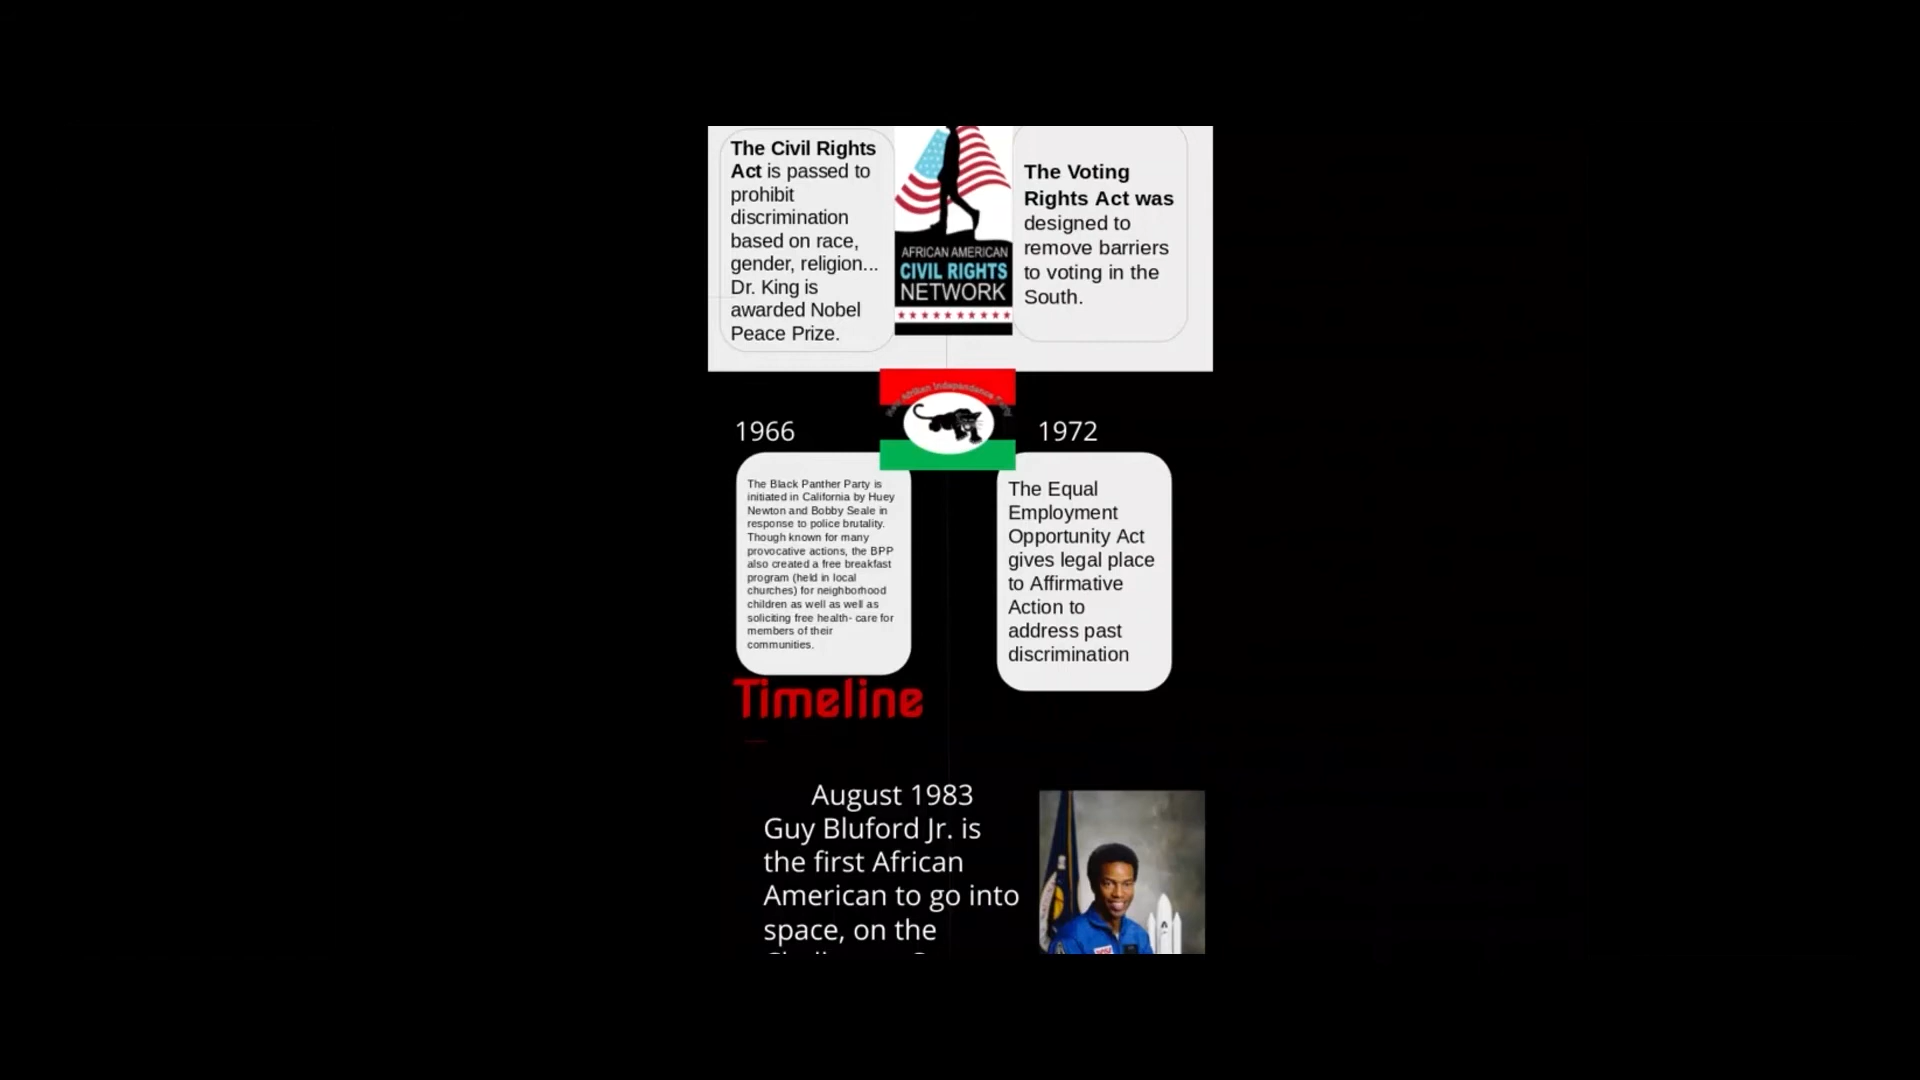 The Civil Rights
Act is passed to
prohibit
discrimination
based on race,
gender, religion...
Dr. King is
awarded Nobel
Peace Prize.
AFRICAN AMERICAN
CIVIL RIGHTS
NETWORK
The Voting
Rights Act was
designed to
remove barriers
to voting in the
South.
Afrikan Independence Party
1966
The Black Panther Party is
initiated in California by Huey
Newton and Bobby Seale in
response to police brutality.
Though known for many
provocative actions, the BPP
also created a free breakfast
program (held in local
churches) for neighborhood
children as well as well as
soliciting free health- care for
members of their
communities.
1972
The Equal
Employment
Opportunity Act
gives legal place
to Affirmative
Action to
address past
discrimination
Timeline
August 1983
Guy Bluford Jr. is
the first African
American to go into
space, on the